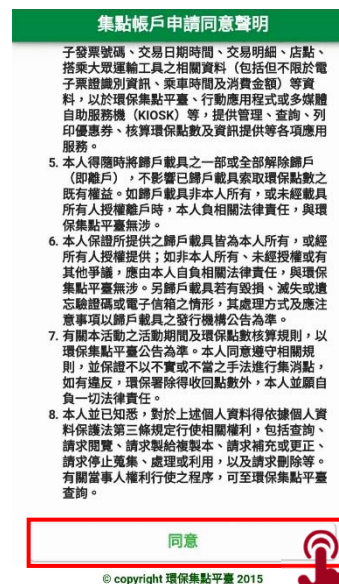 集點帳戶申請同意聲明
子發票號碼、交易日期時間、交易明細、店點、
搭乘大眾運輸工具之相關資料（包括但不限於電
子票證識別資訊、乘車時間及消費金額）等資
料，以於環保集點平臺、行動應用程式或多媒體
自助服務機（KIOSK）等，提供管理、查詢、列
印優惠券、核算環保點數及資訊提供等各項應用
服務。
5. 本人得隨時將歸戶載具之一部或全部解除歸戶
（即離戶），不影響已歸戶載具索取環保點數之
既有權益。如歸戶載具非本人所有，或未經載具
所有人授權離戶時，本人負相關法律責任，與環
保集點平臺無涉。
6. 本人保證所提供之歸戶載具皆為本人所有，或經
所有人授權提供；如非本人所有、未經授權或有
其他爭議，應由本人自負相關法律責任，與環保
集點平臺無涉。另歸戶載具若有毀損、滅失或遺
忘驗證碼或電子信箱之情形，其處理方式及應注
意事項以歸戶載具之發行機構公告為準。
7. 有關本活動之活動期間及環保點數核算規則，以
環保集點平臺公告為準。本人同意遵守相關規
則，並保證不以不實或不當之手法進行集消點，
如有違反，環保署除得收回點數外，本人並願自
負一切法律責任。
8. 本人並已知悉，對於上述個人資料得依據個人資
料保護法第三條規定行使相關權利，包括查詢、
請求閱覽、請求製給複製本、請求補充或更正、
請求停止蒐集、處理或利用，以及請求刪除等。
有關當事人權利行使之程序，可至環保集點平臺
查詢。
同意
© copyright 環保集點平臺 2015